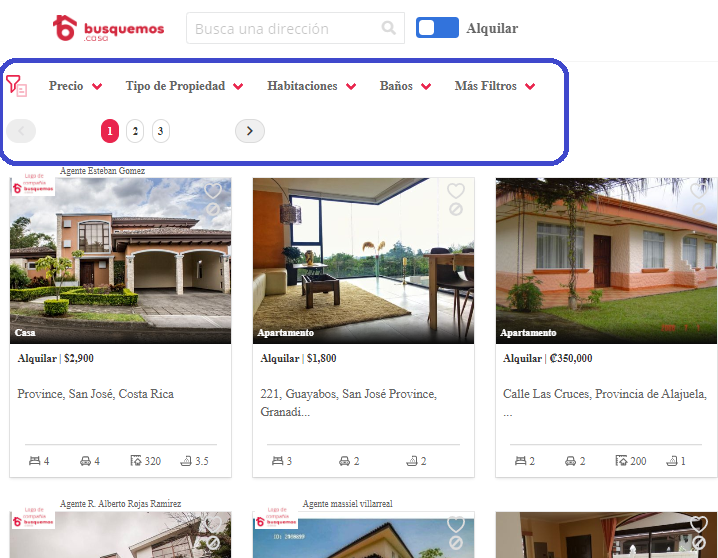 busquemos
.casa
Busca una dirección
Alquilar
Precio
Tipo de Propiedad
Habitaciones
Baños
Más Filtros
1 2 3
Agente Esteban Gomez
Logo de
compañía
busquemos
Casa
Apartamento
Apartamento
Alquilar | $2,900
Alquilar | $1,800
Alquilar | ₡350,000
Province, San José, Costa Rica
221, Guayabos, San José Province,
Granadi...
Calle Las Cruces, Provincia de Alajuela,
...
4 4 320 3.5
3 2 2
2 2 200 1
Agente R. Alberto Rojas Ramirez
Agente massiel villarreal
Logo de
compañía
busquemos
Logo de
compañía
busquemos